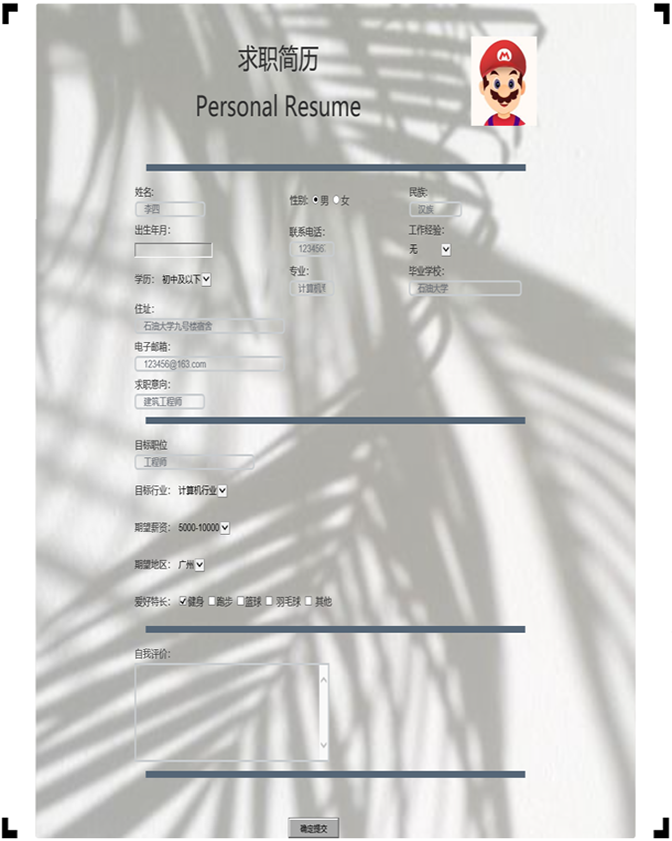 求职简历
Personal Resume
姓名:
李四
性别: 男 女
民族:
汉族
出生年月:
联系电话:
123456
工作经验:
无
学历: 初中及以下
专业:
计算机
毕业学校:
石油大学
住址:
石油大学九号楼宿舍
电子邮箱:
123456@163.com
求职意向:
建筑工程师
目标职位
工程师
目标行业: 计算机行业
期望薪资: 5000-10000
期望地区: 广州
爱好特长: 健身 跑步 篮球 羽毛球 其他
自我评价:
确定提交